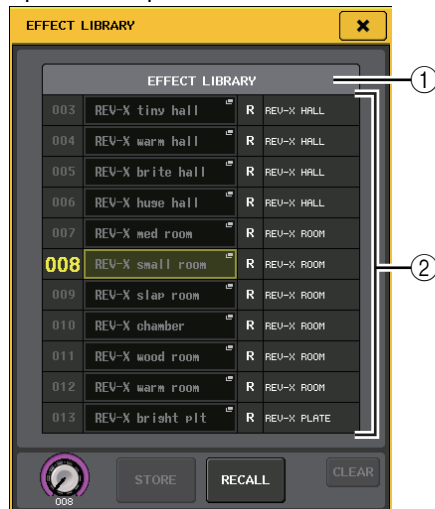 EFFECT LIBRARY
EFFECT LIBRARY
1
003 REV-X tiny hall R REV-X HALL
004 REV-X warm hall R REV-X HALL
005 REV-X brite hall R REV-X HALL
006 REV-X huge hall R REV-X HALL
007 REV-X med room R REV-X ROOM
008 REV-X small room R REV-X ROOM
2
009 REV-X slap room R REV-X ROOM
010 REV-X chamber R REV-X ROOM
011 REV-X wood room R REV-X ROOM
012 REV-X warm room R REV-X ROOM
013 REV-X bright plt R REV-X PLATE
008 STORE RECALL CLEAR